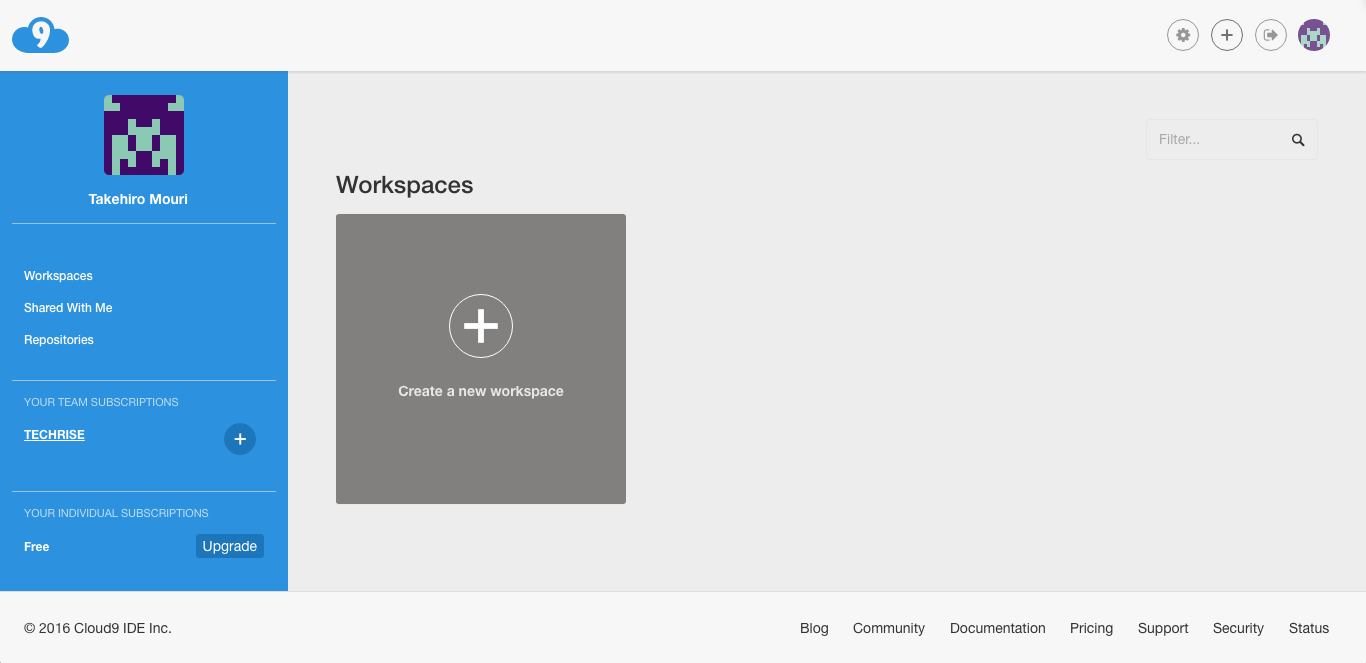 9
Takehiro Mouri
Workspaces
Shared With Me
Repositories
YOUR TEAM SUBSCRIPTIONS
TECHRISE
YOUR INDIVIDUAL SUBSCRIPTIONS
Free Upgrade
Filter...
Workspaces
Create a new workspace
© 2016 Cloud9 IDE Inc.
Blog Community Documentation Pricing Support Security Status